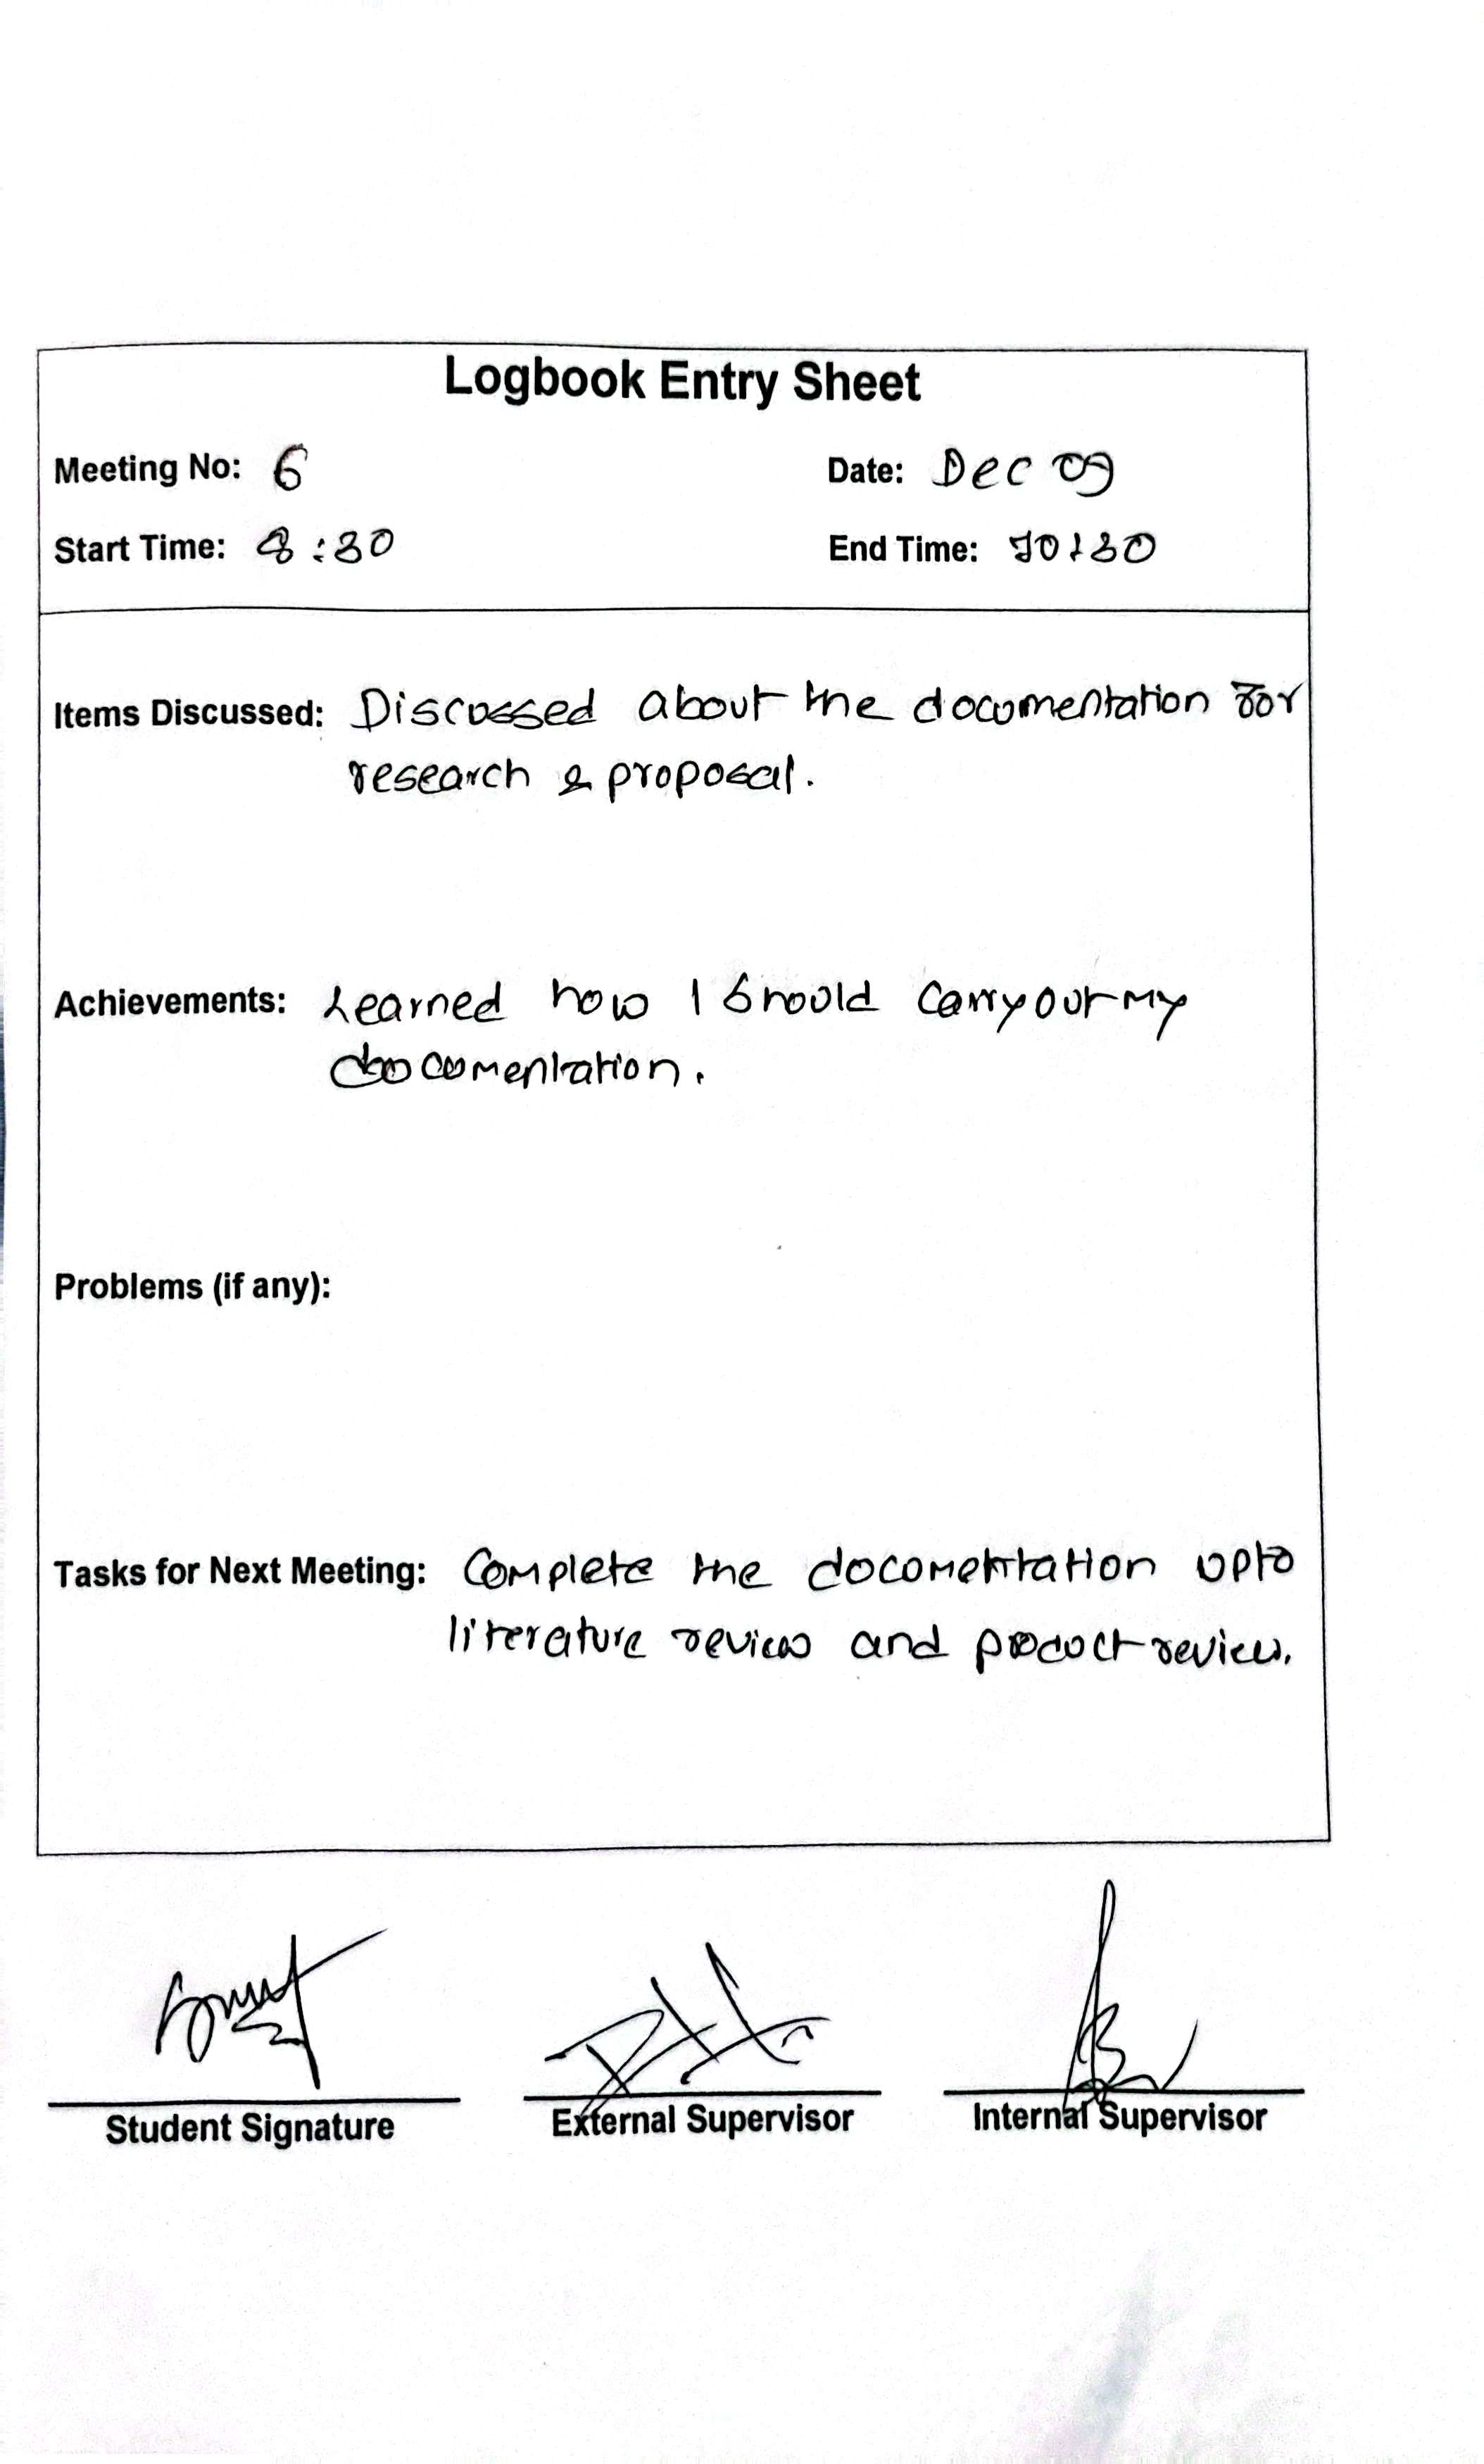 Logbook Entry Sheet
Meeting No: 6 Date: Dec 09
Start Time: 8:30 End Time: 10:30
Items Discussed: Discussed about the documentation for
research & proposal.
Achievements: Learned how I should carry out my
documentation.
Problems (if any):
Tasks for Next Meeting: Complete the documentation upto
literature review and product review.
Student Signature External Supervisor Internal Supervisor